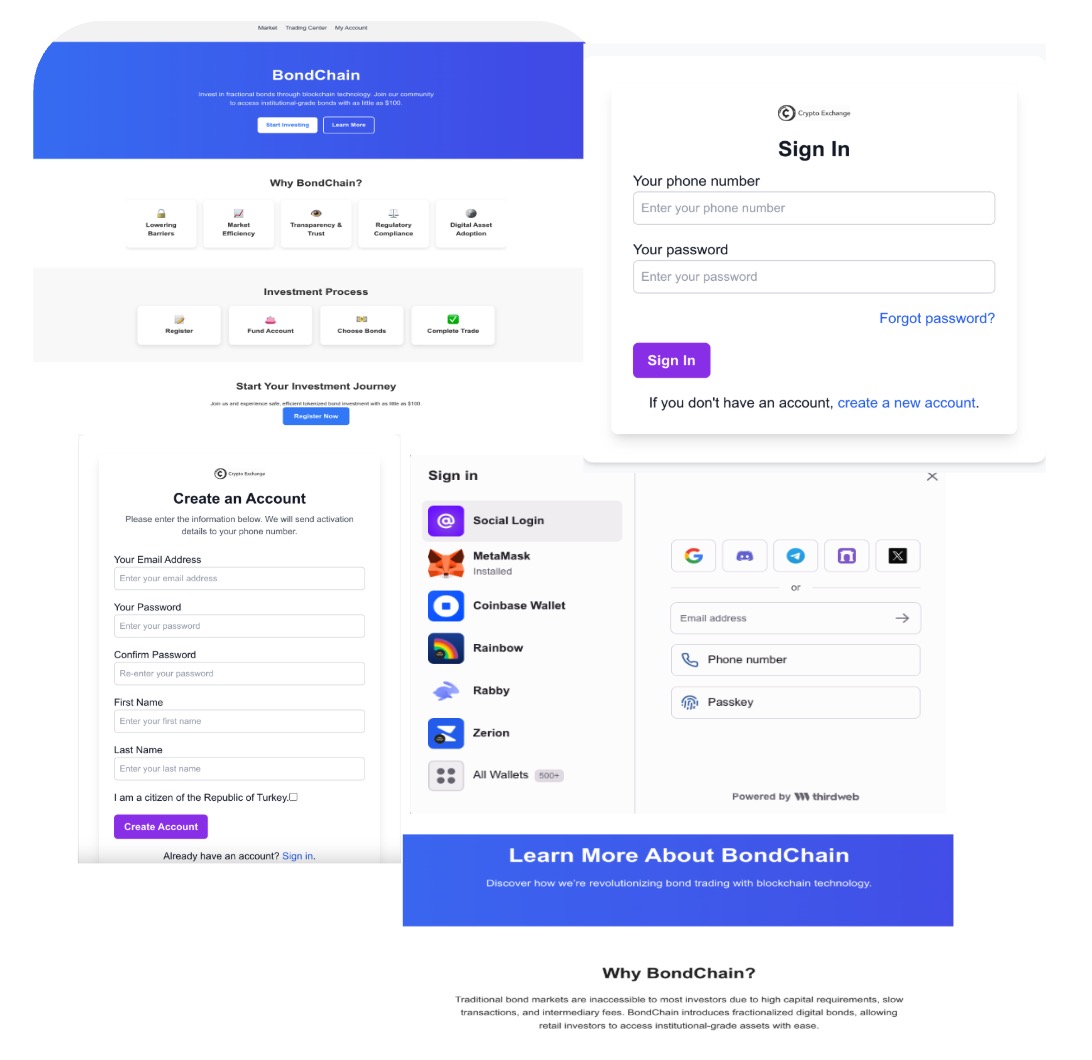 Market Trading Center My Account
BondChain
Invest in fractional bonds through blockchain technology. Join our community
to access institutional-grade bonds with as little as $100.
Start Investing Learn More
Why BondChain?
Lowering
Barriers
Market
Efficiency
Transparency &
Trust
Regulatory
Compliance
Digital Asset
Adoption
Investment Process
Register
Fund Account
Choose Bonds
Complete Trade
Start Your Investment Journey
Join us and experience safe, efficient tokenized bond investment with as little as $100.
Register Now
Crypto Exchange
Sign In
Your phone number
Enter your phone number
Your password
Enter your password
Forgot password?
Sign In
If you don't have an account, create a new account.
Crypto Exchange
Create an Account
Please enter the information below. We will send activation
details to your phone number.
Your Email Address
Enter your email address
Your Password
Enter your password
Confirm Password
Re-enter your password
First Name
Enter your first name
Last Name
Enter your last name
I am a citizen of the Republic of Turkey.
Create Account
Already have an account? Sign in.
Sign in
Social Login
MetaMask
Installed
Coinbase Wallet
Rainbow
Rabby
Zerion
All Wallets 500+
or
Email address
Phone number
Passkey
Powered by thirdweb
Learn More About BondChain
Discover how we're revolutionizing bond trading with blockchain technology.
Why BondChain?
Traditional bond markets are inaccessible to most investors due to high capital requirements, slow
transactions, and intermediary fees. BondChain introduces fractionalized digital bonds, allowing
retail investors to access institutional-grade assets with ease.